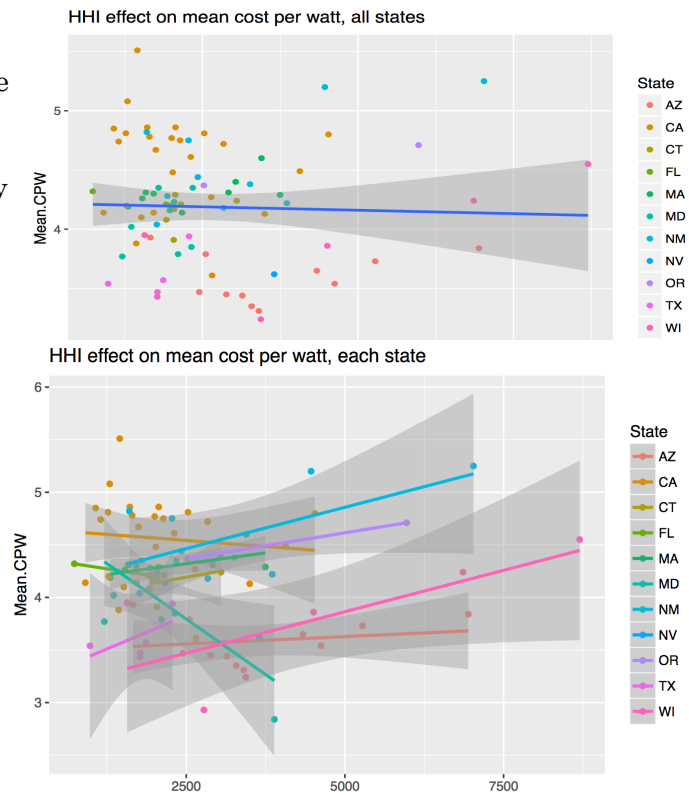 HHI effect on mean cost per watt, all states
e
y
5
4
Mean.CPW
State
AZ
CA
CT
FL
MA
MD
NM
NV
OR
TX
WI
HHI effect on mean cost per watt, each state
6
5
4
3
Mean.CPW
2500 5000 7500
State
AZ
CA
CT
FL
MA
MD
NM
NV
OR
TX
WI